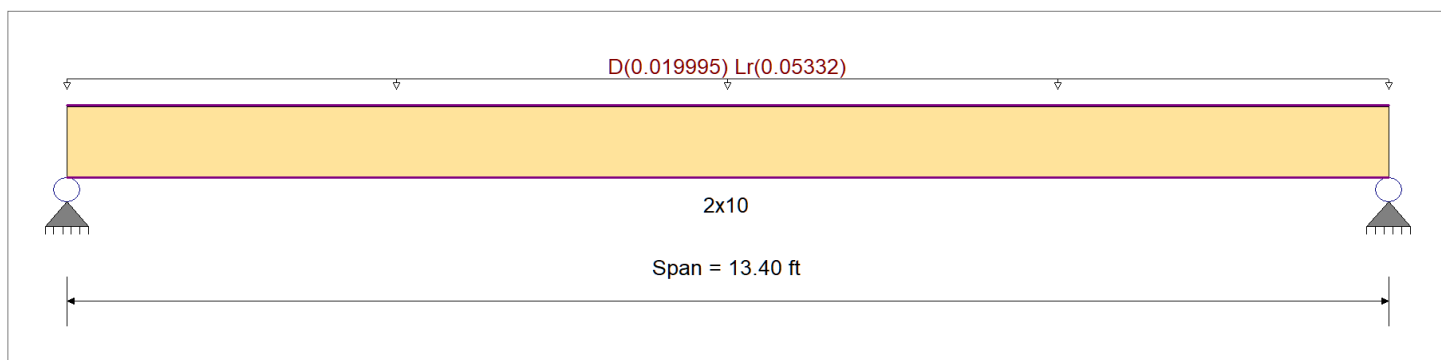 D(0.019995) Lr(0.05332)
2x10
Span = 13.40 ft